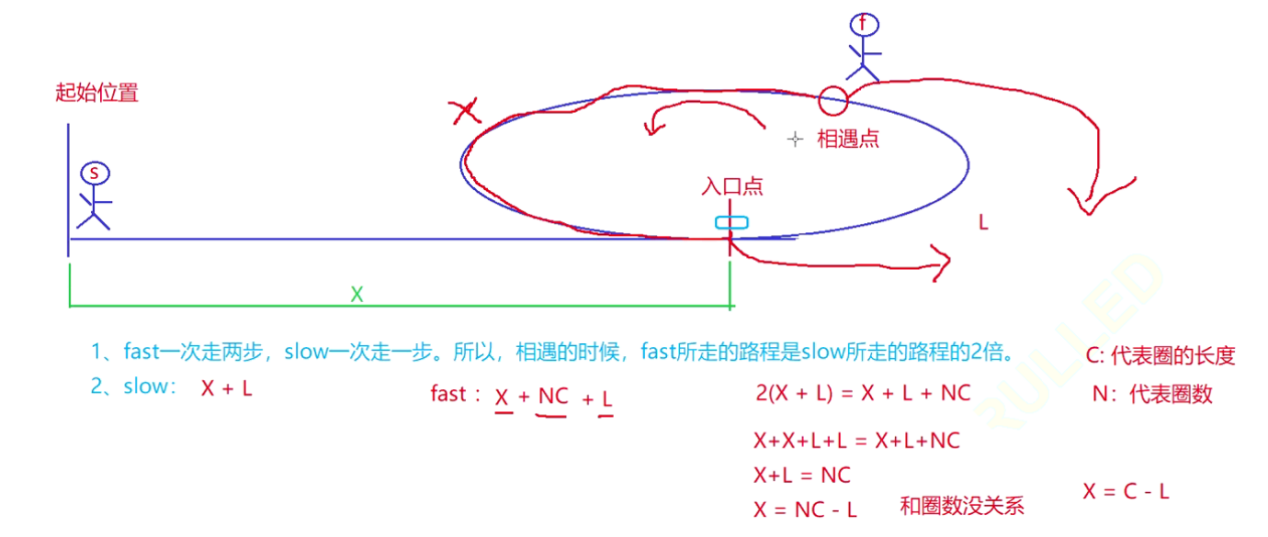 f
起始位置
X
s
相遇点
入口点
L
X
1、fast一次走两步，slow一次走一步。所以，相遇的时候，fast所走的路程是slow所走的路程的2倍。
C: 代表圈的长度
2、slow： X + L
fast： X + NC + L
2(X + L) = X + L + NC
N：代表圈数
X+X+L+L = X+L+NC
X+L = NC
X = NC - L
和圈数没关系
X = C - L
RULLED